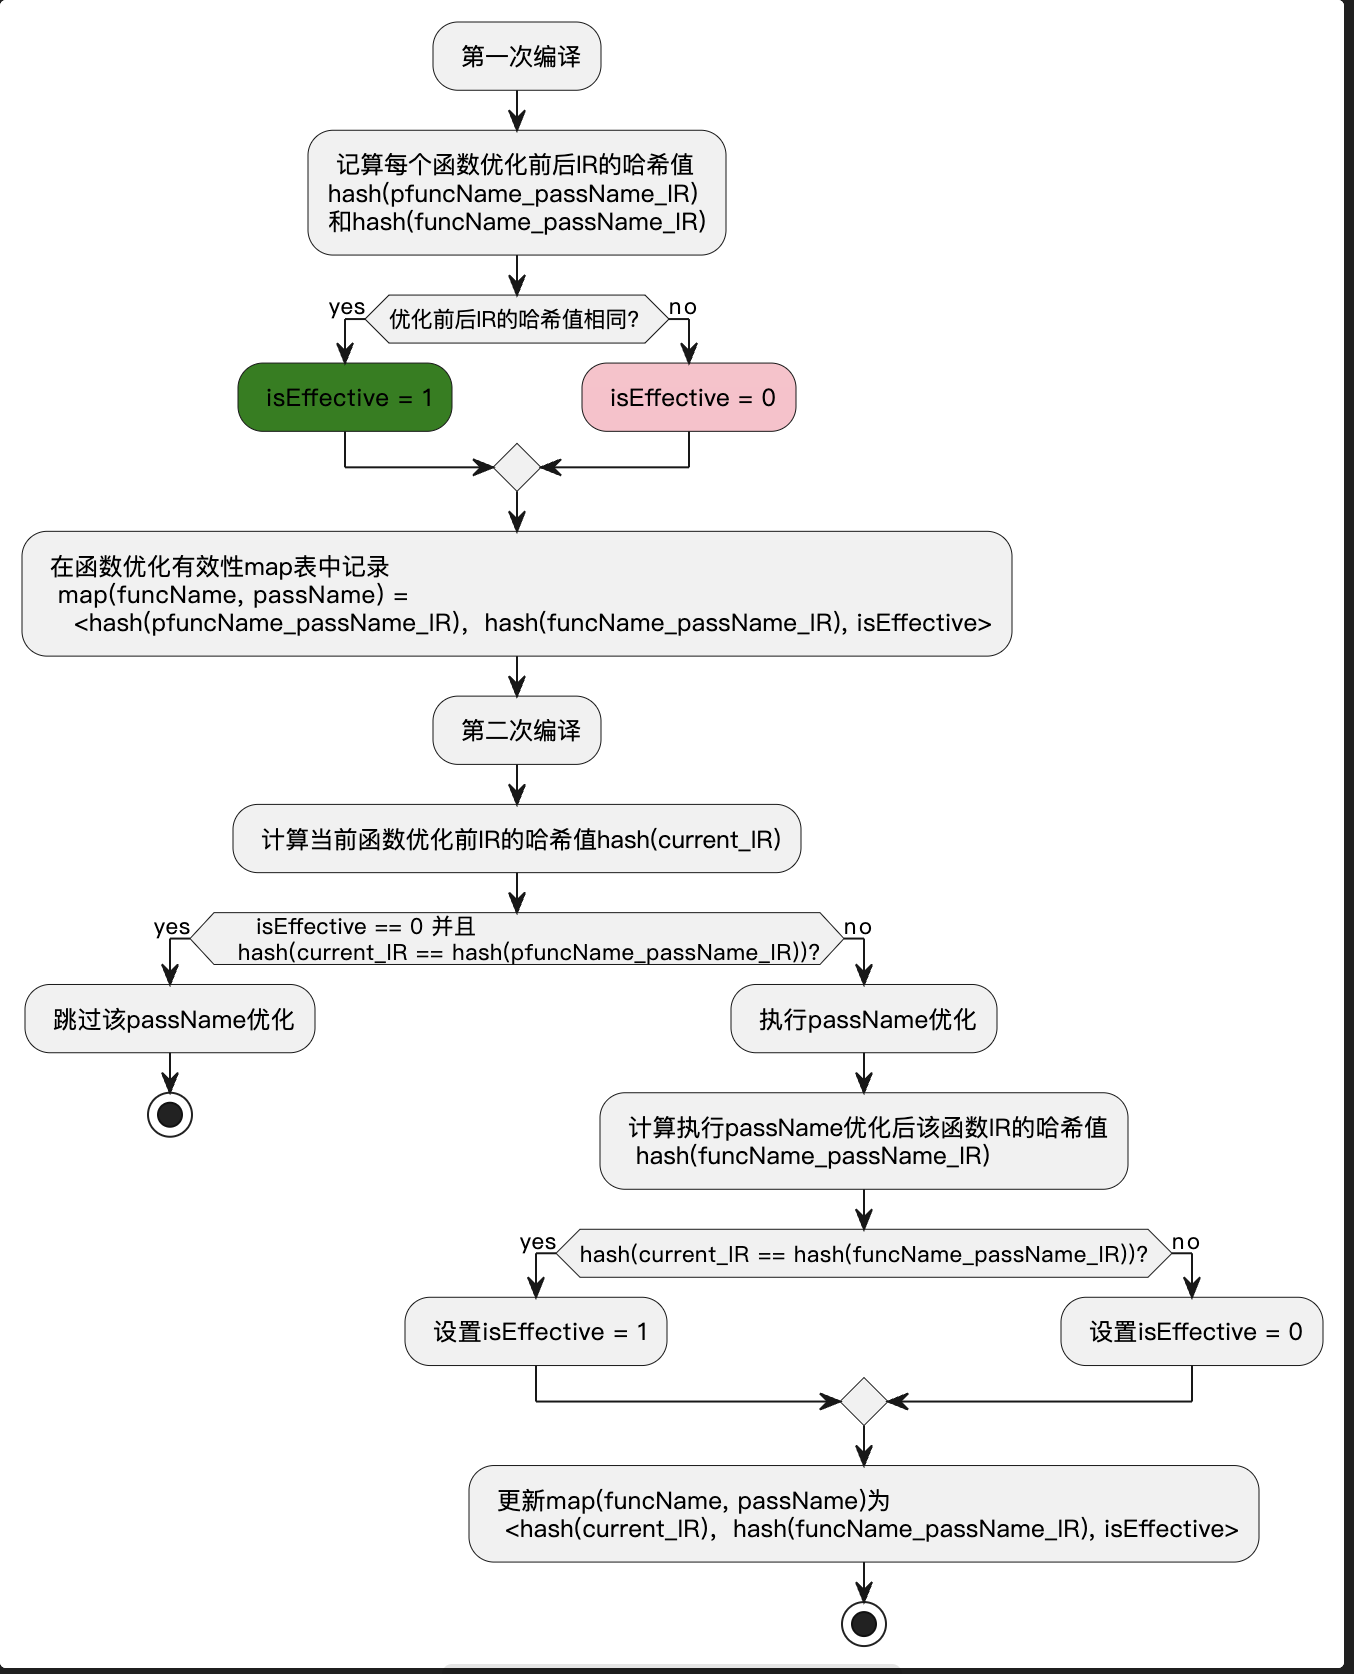 第一次编译
记算每个函数优化前后IR的哈希值
hash(pfuncName_passName_IR)
和hash(funcName_passName_IR)
yes
优化前后IR的哈希值相同?
no
isEffective = 1
isEffective = 0
在函数优化有效性map表中记录
map(funcName, passName) =
<hash(pfuncName_passName_IR), hash(funcName_passName_IR), isEffective>
第二次编译
计算当前函数优化前IR的哈希值hash(current_IR)
yes
isEffective == 0 并且
hash(current_IR == hash(pfuncName_passName_IR))?
no
跳过该passName优化
执行passName优化
计算执行passName优化后该函数IR的哈希值
hash(funcName_passName_IR)
yes
hash(current_IR == hash(funcName_passName_IR))?
no
设置isEffective = 1
设置isEffective = 0
更新map(funcName, passName)为
<hash(current_IR), hash(funcName_passName_IR), isEffective>